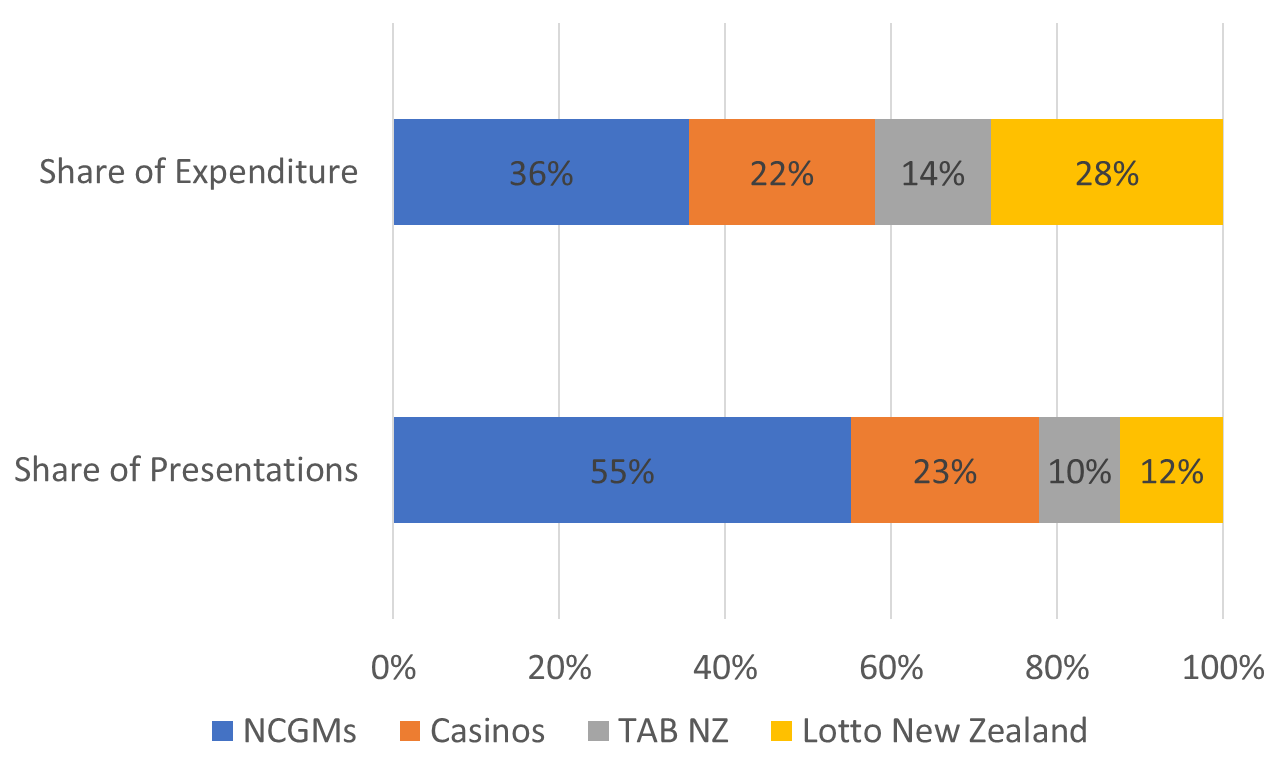 Share of Expenditure
36% 22% 14% 28%
Share of Presentations
55% 23% 10% 12%
0% 20% 40% 60% 80% 100%
NCGMs Casinos TAB NZ Lotto New Zealand